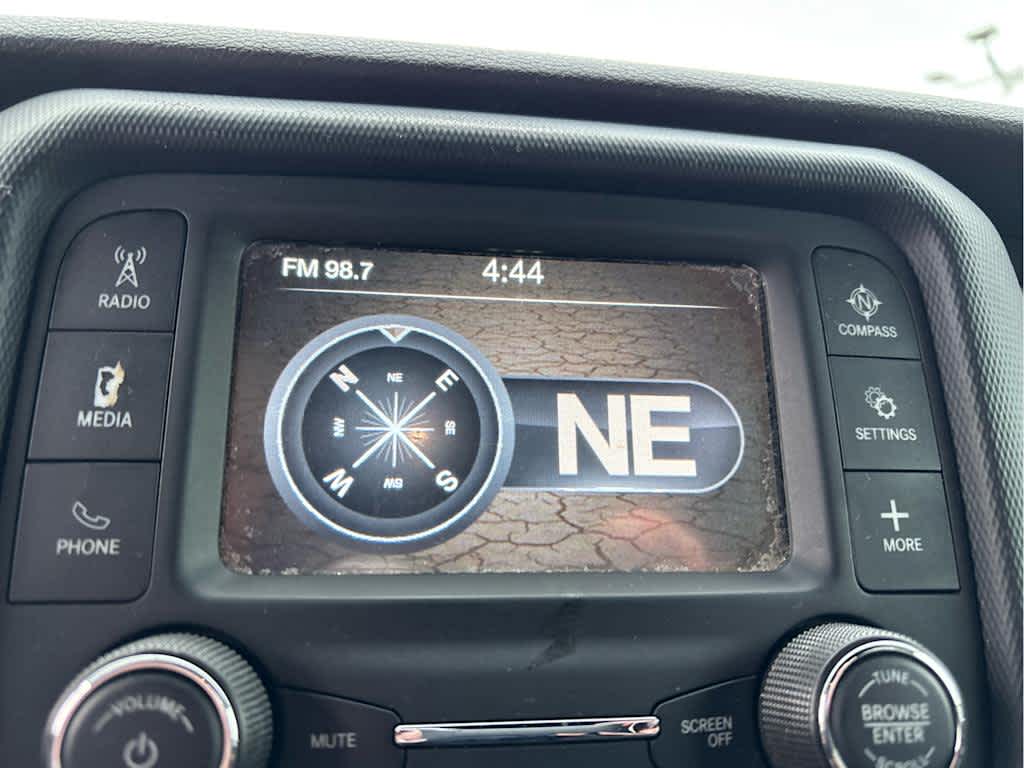 FM 98.7
4:44
RADIO
MEDIA
PHONE
N
NE
E
NW
SE
W
SW
S
NE
N
COMPASS
SETTINGS
MORE
VOLUME
MUTE
SCREEN
OFF
TUNE
BROWSE
ENTER
SCROLL